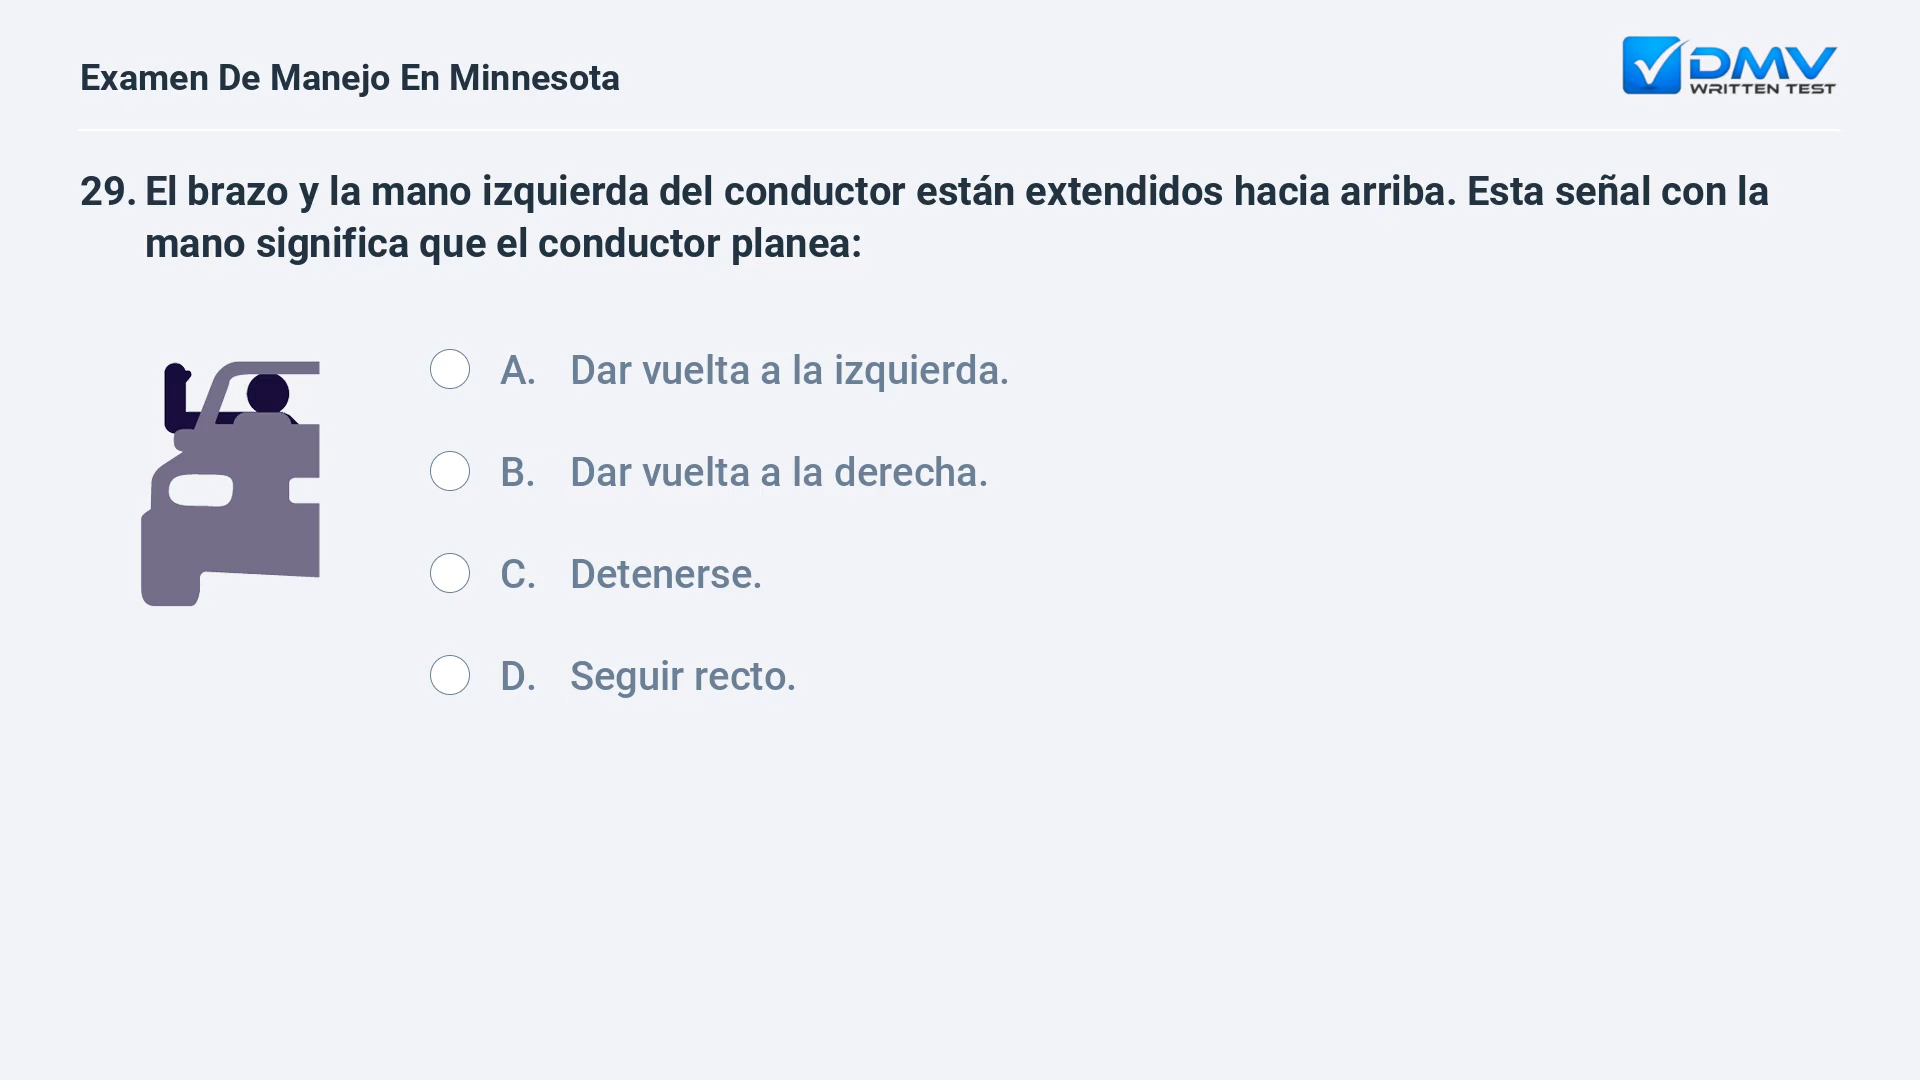 Examen De Manejo En Minnesota
DMV
WRITTEN TEST
29. El brazo y la mano izquierda del conductor están extendidos hacia arriba. Esta señal con la
mano significa que el conductor planea:
A. Dar vuelta a la izquierda.
B. Dar vuelta a la derecha.
C. Detenerse.
D. Seguir recto.